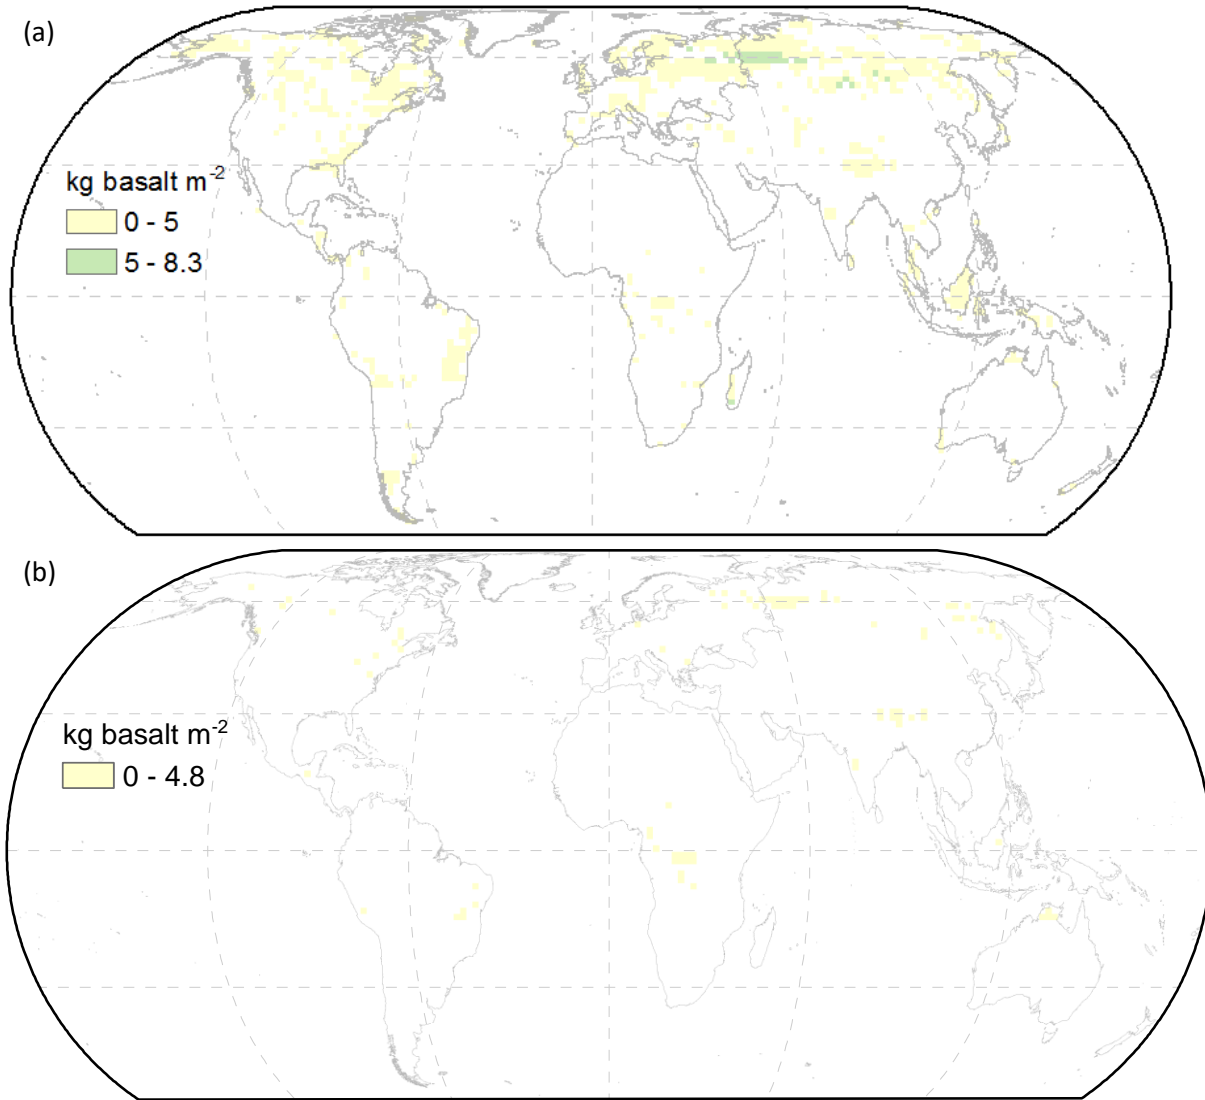 (a)
kg basalt m⁻²
0 - 5
5 - 8.3
(b)
kg basalt m⁻²
0 - 4.8